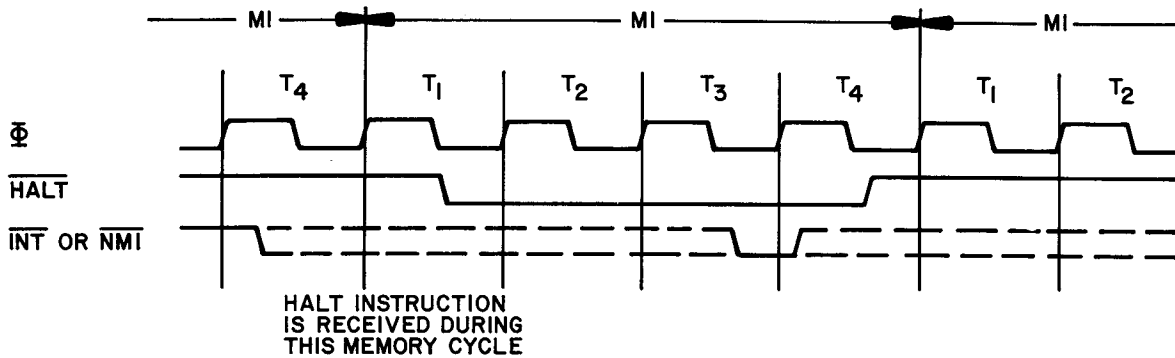 M1 M1 M1
T4 T1 T2 T3 T4 T1 T2
Φ
HALT
INT OR NMI
HALT INSTRUCTION
IS RECEIVED DURING
THIS MEMORY CYCLE